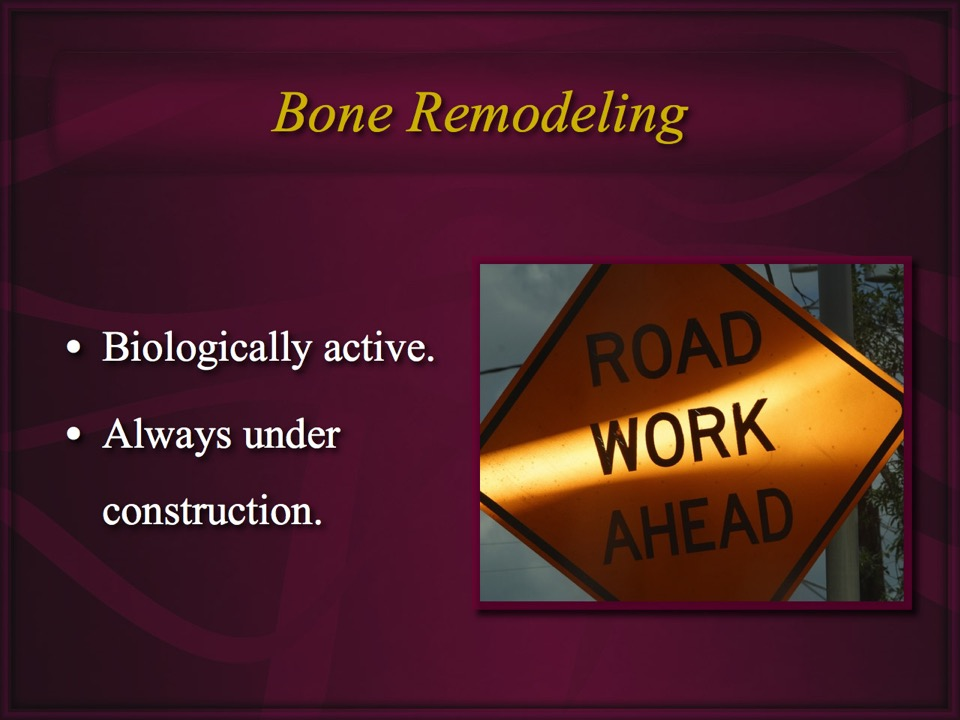 Bone Remodeling
• Biologically active.
• Always under
construction.
ROAD
WORK
AHEAD